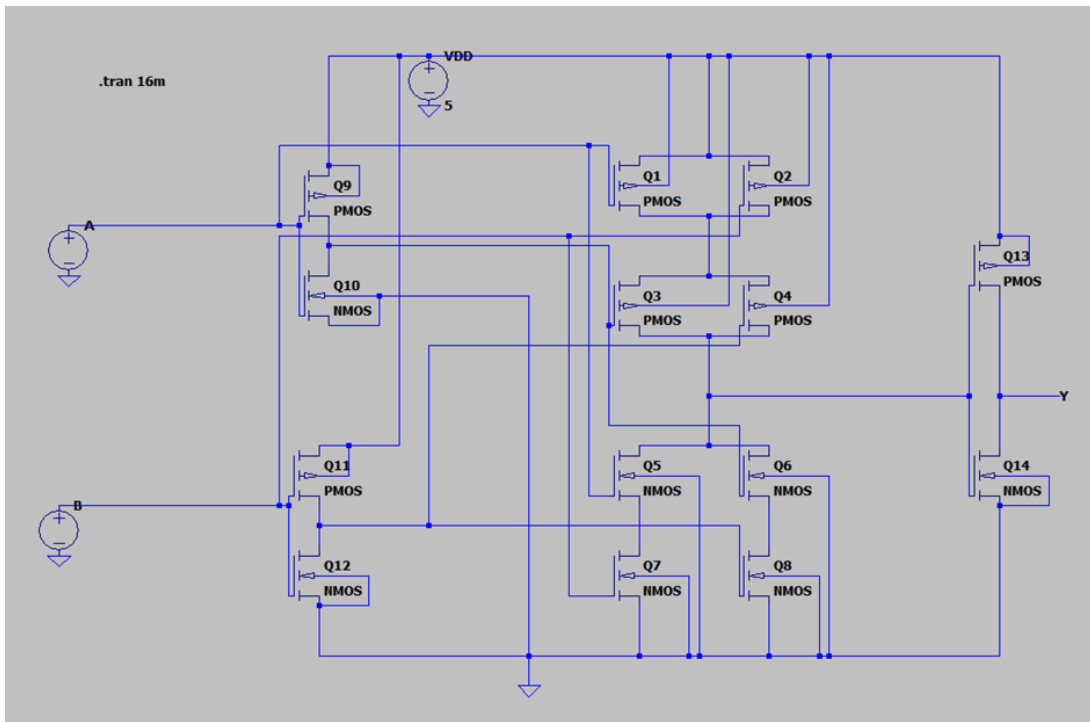 VDD
.tran 16m
5
Q9
PMOS
Q1
PMOS
Q2
PMOS
A
Q10
NMOS
Q3
PMOS
Q4
PMOS
Q13
PMOS
Y
Q11
PMOS
Q5
NMOS
Q6
NMOS
Q14
NMOS
B
Q12
NMOS
Q7
NMOS
Q8
NMOS